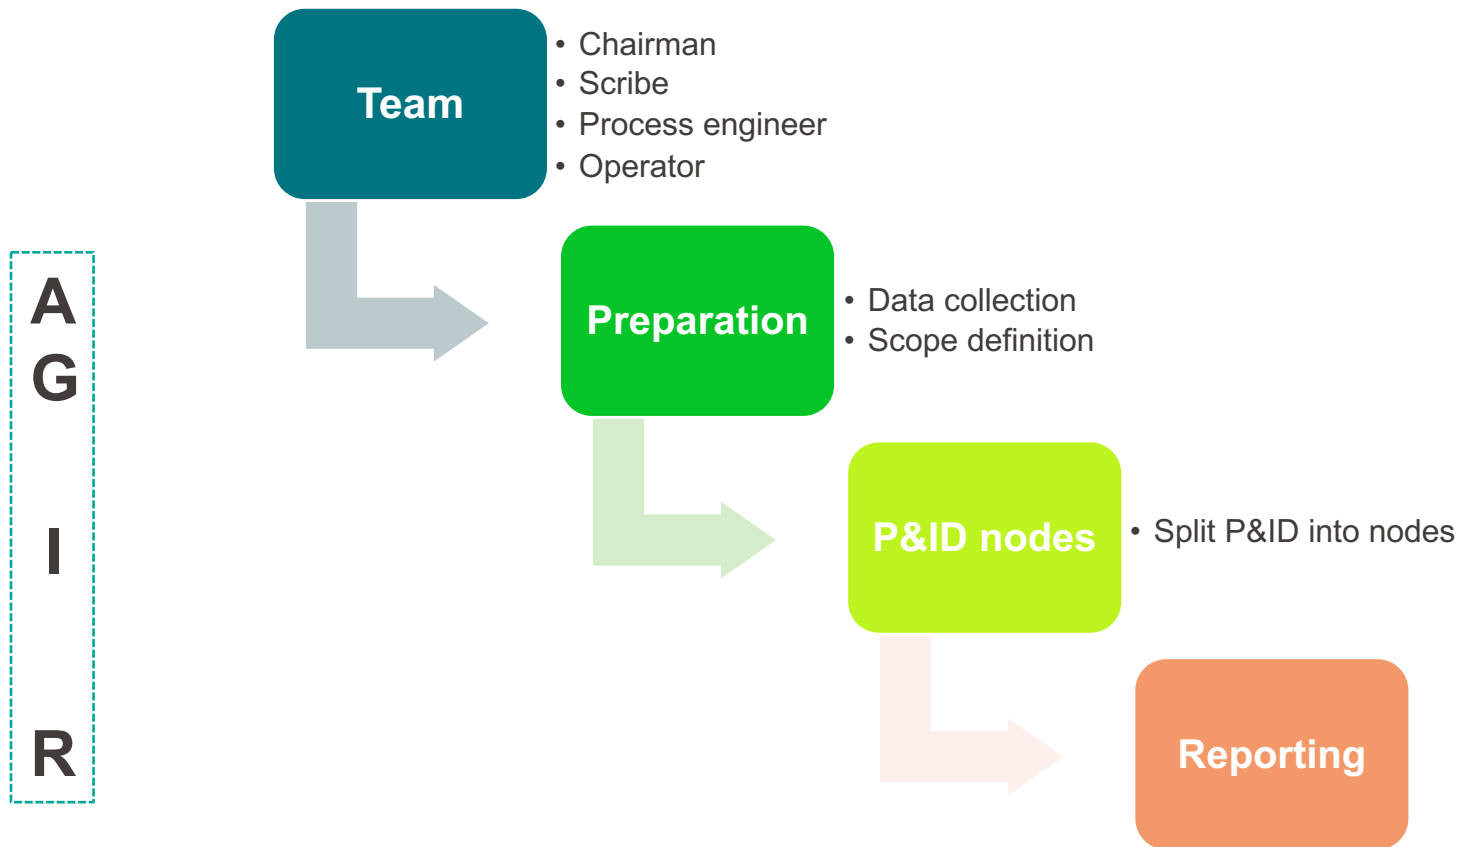 Team
• Chairman
• Scribe
• Process engineer
• Operator
A
G
I
R
Preparation
• Data collection
• Scope definition
P&ID nodes
• Split P&ID into nodes
Reporting